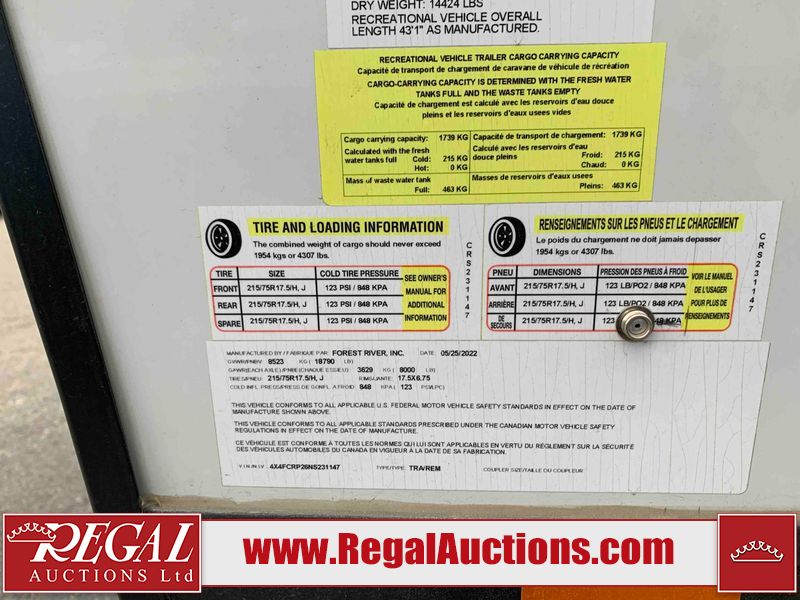 DRY WEIGHT: 14424 LBS
RECREATIONAL VEHICLE OVERALL
LENGTH 43'1" AS MANUFACTURED.
RECREATIONAL VEHICLE TRAILER CARGO CARRYING CAPACITY
Capacité de transport de chargement de caravane de véhicule de récréation
CARGO-CARRYING CAPACITY IS DETERMINED WITH THE FRESH WATER
TANKS FULL AND THE WASTE TANKS EMPTY
Capacité de chargement est calculé avec les reservoirs d'eau douce
pleins et les reservoirs d'eaux usees vides
Cargo carrying capacity: 1739 KG Capacité de transport de chargement: 1739 KG
Calculated with the fresh Calculé avec les reservoirs d'eau
water tanks full Cold: 215 KG douce pleins Froid: 215 KG
Hot: 0 KG Chaud: 0 KG
Mass of waste water tank Masses de reservoirs d'eaux usees
Full: 463 KG Pleins: 463 KG
TIRE AND LOADING INFORMATION
The combined weight of cargo should never exceed
1954 kgs or 4307 lbs.
TIRE SIZE COLD TIRE PRESSURE
FRONT 215/75R17.5/H, J 123 PSI / 848 KPA
REAR 215/75R17.5/H, J 123 PSI / 848 KPA
SPARE 215/75R17.5/H, J 123 PSI / 848 KPA
SEE OWNER'S
MANUAL FOR
ADDITIONAL
INFORMATION
CRS231147
RENSEIGNEMENTS SUR LES PNEUS ET LE CHARGEMENT
Le poids du chargement ne doit jamais depasser
1954 kgs or 4307 lbs.
PNEU DIMENSIONS PRESSION DES PNEUS À FROID
AVANT 215/75R17.5/H, J 123 LB/PO2 / 848 KPA
ARRIÈRE 215/75R17.5/H, J 123 LB/PO2 / 848 KPA
DE SECOURS 215/75R17.5/H, J 123 848 KPA
VOIR LE MANUEL
DE L'USAGER
POUR PLUS DE
RENSEIGNEMENTS
CRS231147
MANUFACTURED BY / FABRIQUE PAR: FOREST RIVER, INC. DATE: 05/25/2022
GVWR/PNBV: 8523 KG ( 18790 LB)
GAWR(EACH AXLE)/PNBE(CHAQUE ESSIEU) 3629 KG( 8000 LB)
TIRES/PNEU: 215/75R17.5/H, J RIMS/JANTE: 17.5X6.75
COLD INFL PRESS/PRESS DE GONFL A FROID: 848 KPA ( 123 PSI/LPC)
THIS VEHICLE CONFORMS TO ALL APPLICABLE U.S. FEDERAL MOTOR VEHICLE SAFETY STANDARDS IN EFFECT ON THE DATE OF
MANUFACTURE SHOWN ABOVE.
THIS VEHICLE CONFORMS TO ALL APPLICABLE STANDARDS PRESCRIBED UNDER THE CANADIAN MOTOR VEHICLE SAFETY
REGULATIONS IN EFFECT ON THE DATE OF MANUFACTURE.
CE VÉHICULE EST CONFORME À TOUTES LES NORMES QUI LUI SONT APPLICABLES EN VERTU DU RÉGLEMENT SUR LA SÉCURITÉ
DES VÉHICULES AUTOMOBILES DU CANADA EN VIGUEUR A LA DATE DE SA FABRICATION.
V.I.N./N.I.V.: 4X4FCRP26NS231147 TYPE/TYPE: TRA/REM COUPLER SIZE/TAILLE DU COUPLEUR
REGAL
AUCTIONS Ltd
www.RegalAuctions.com